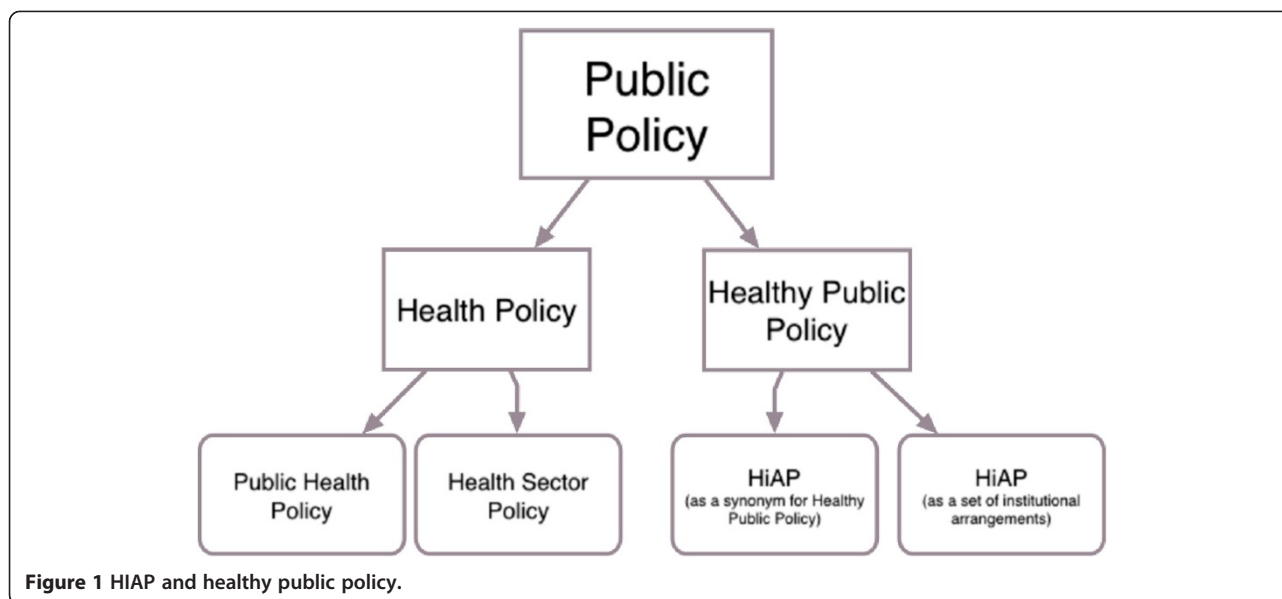 Public
Policy
Health Policy
Healthy Public
Policy
Public Health
Policy
Health Sector
Policy
HiAP
(as a synonym for Healthy
Public Policy)
HiAP
(as a set of institutional
arrangements)
Figure 1 HIAP and healthy public policy.